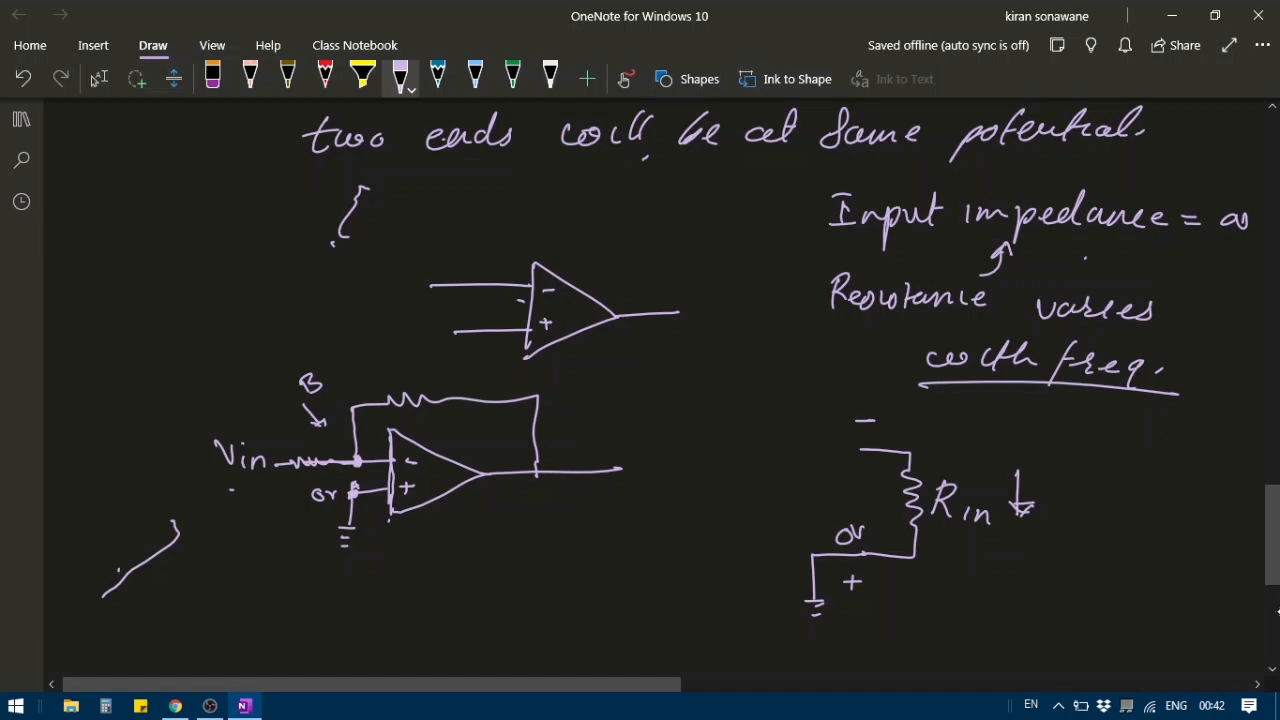 OneNote for Windows 10
kiran sonawane
Home Insert Draw View Help Class Notebook
Saved offline (auto sync is off)
Share
Shapes
Ink to Shape
Ink to Text
two ends will be at same potential.
Input impedance = ∞
Resistance varies
with freq.
-
+
B
Vin
-
0V
+
-
Rin
0V
+
EN
ENG
00:42